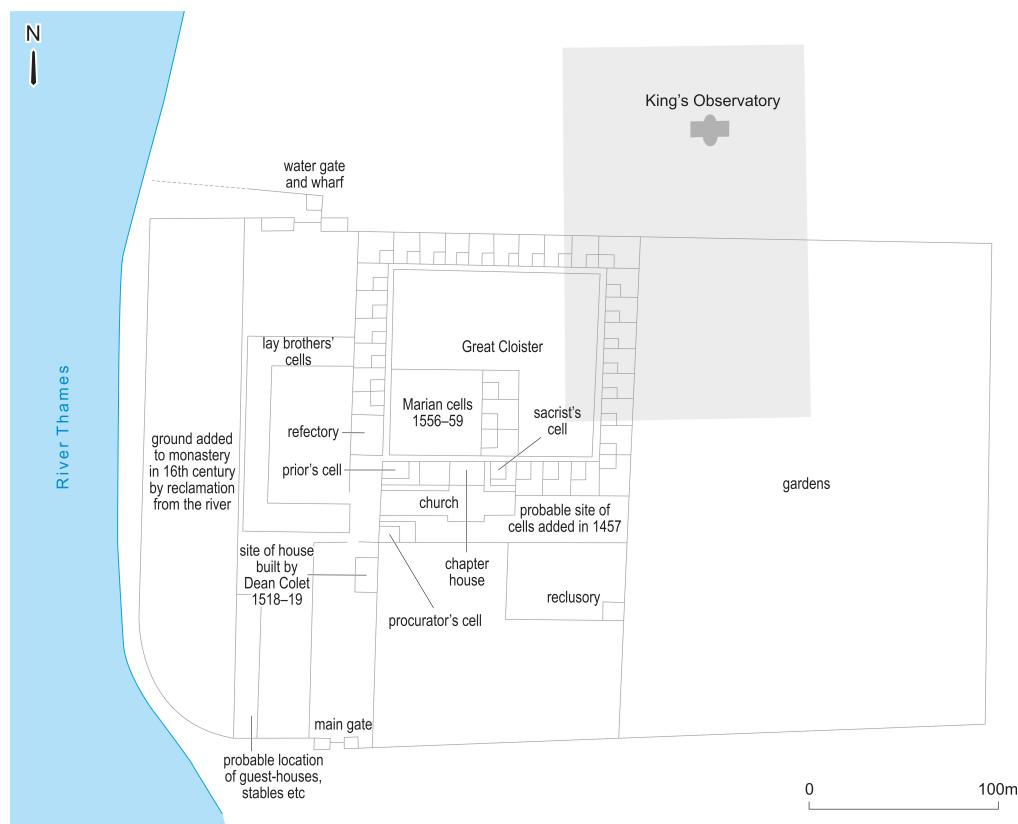 N
King's Observatory
water gate
and wharf
lay brothers'
cells
Great Cloister
Marian cells
1556–59
sacrist's
cell
River Thames
ground added
to monastery
in 16th century
by reclamation
from the river
refectory
prior's cell
gardens
church
probable site of
cells added in 1457
site of house
built by
Dean Colet
1518–19
chapter
house
reclusory
procurator's cell
main gate
probable location
of guest-houses,
stables etc
0 100m